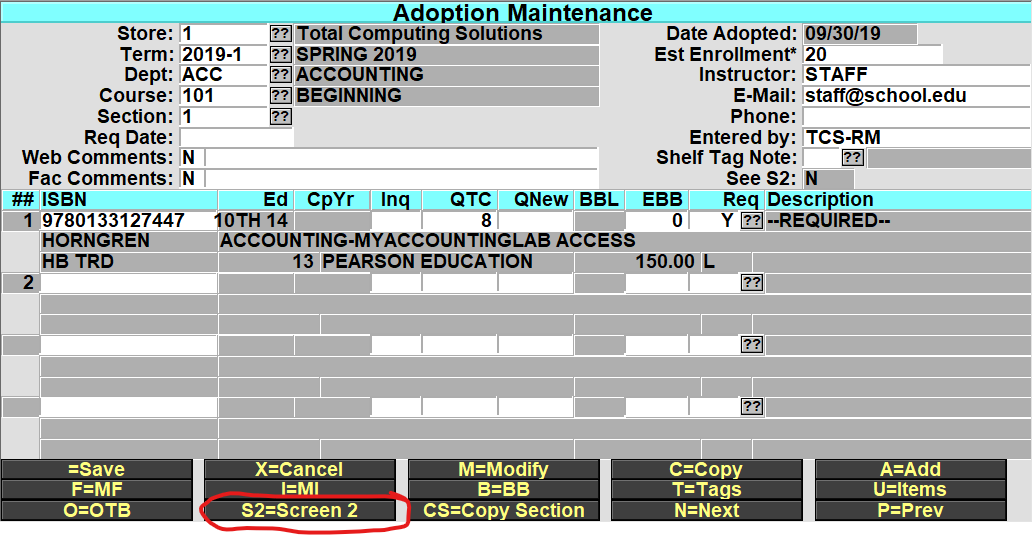 Adoption Maintenance
Store: 1 ?? Total Computing Solutions Date Adopted: 09/30/19
Term: 2019-1 ?? SPRING 2019 Est Enrollment* 20
Dept: ACC ?? ACCOUNTING Instructor: STAFF
Course: 101 ?? BEGINNING E-Mail: staff@school.edu
Section: 1 ?? Phone:
Req Date: Entered by: TCS-RM
Web Comments: N Shelf Tag Note: ??
Fac Comments: N See S2: N
## ISBN Ed CpYr Inq QTC QNew BBL EBB Req Description
1 9780133127447 10TH 14 8 0 Y ?? --REQUIRED--
HORNGREN ACCOUNTING-MYACCOUNTINGLAB ACCESS
HB TRD 13 PEARSON EDUCATION 150.00 L
2 ??
??
??
=Save X=Cancel M=Modify C=Copy A=Add
F=MF I=MI B=BB T=Tags U=Items
O=OTB S2=Screen 2 CS=Copy Section N=Next P=Prev